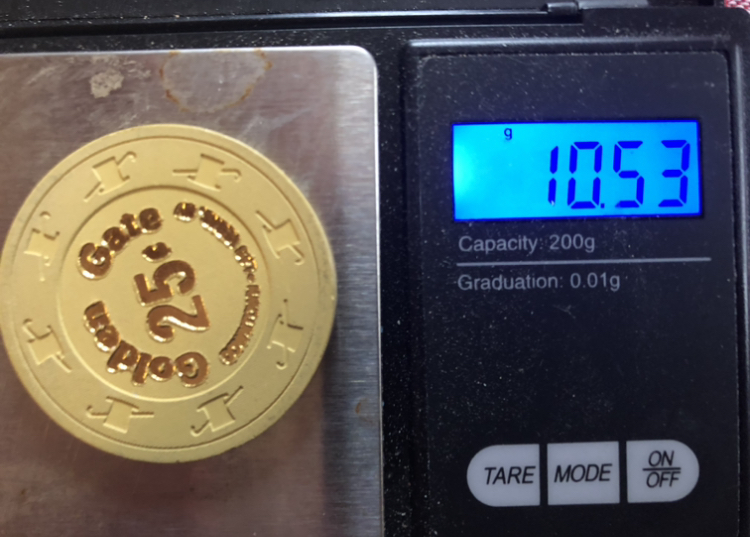 Golden Gate
25¢
g
10.53
Capacity: 200g
Graduation: 0.01g
TARE
MODE
ON
OFF